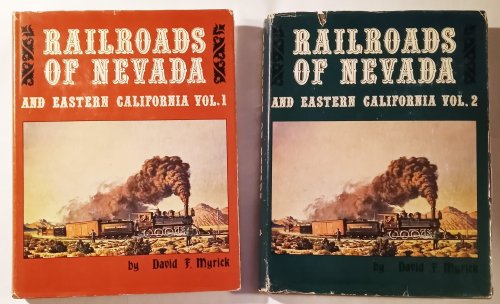 RAILROADS
OF NEVADA
AND EASTERN CALIFORNIA VOL.1
by David F. Myrick
RAILROADS
OF NEVADA
AND EASTERN CALIFORNIA VOL.2
by David F. Myrick